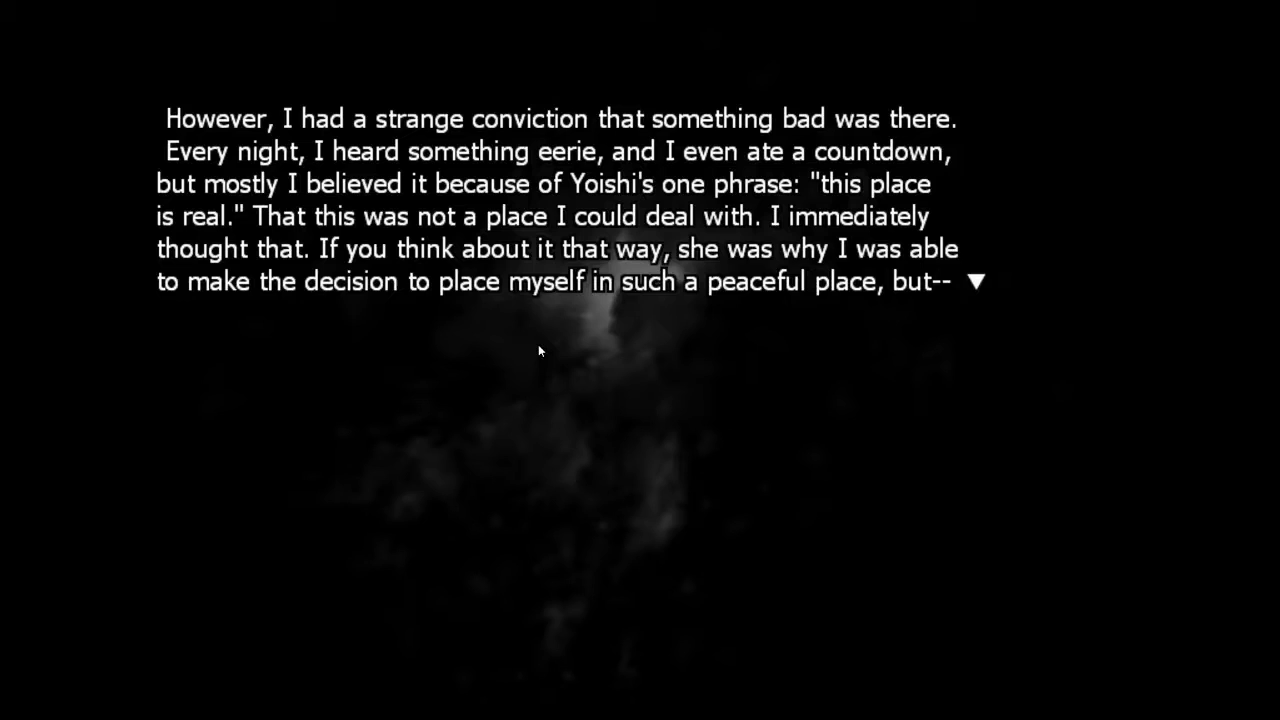 However, I had a strange conviction that something bad was there.
Every night, I heard something eerie, and I even ate a countdown,
but mostly I believed it because of Yoishi's one phrase: "this place
is real." That this was not a place I could deal with. I immediately
thought that. If you think about it that way, she was why I was able
to make the decision to place myself in such a peaceful place, but-- ▼